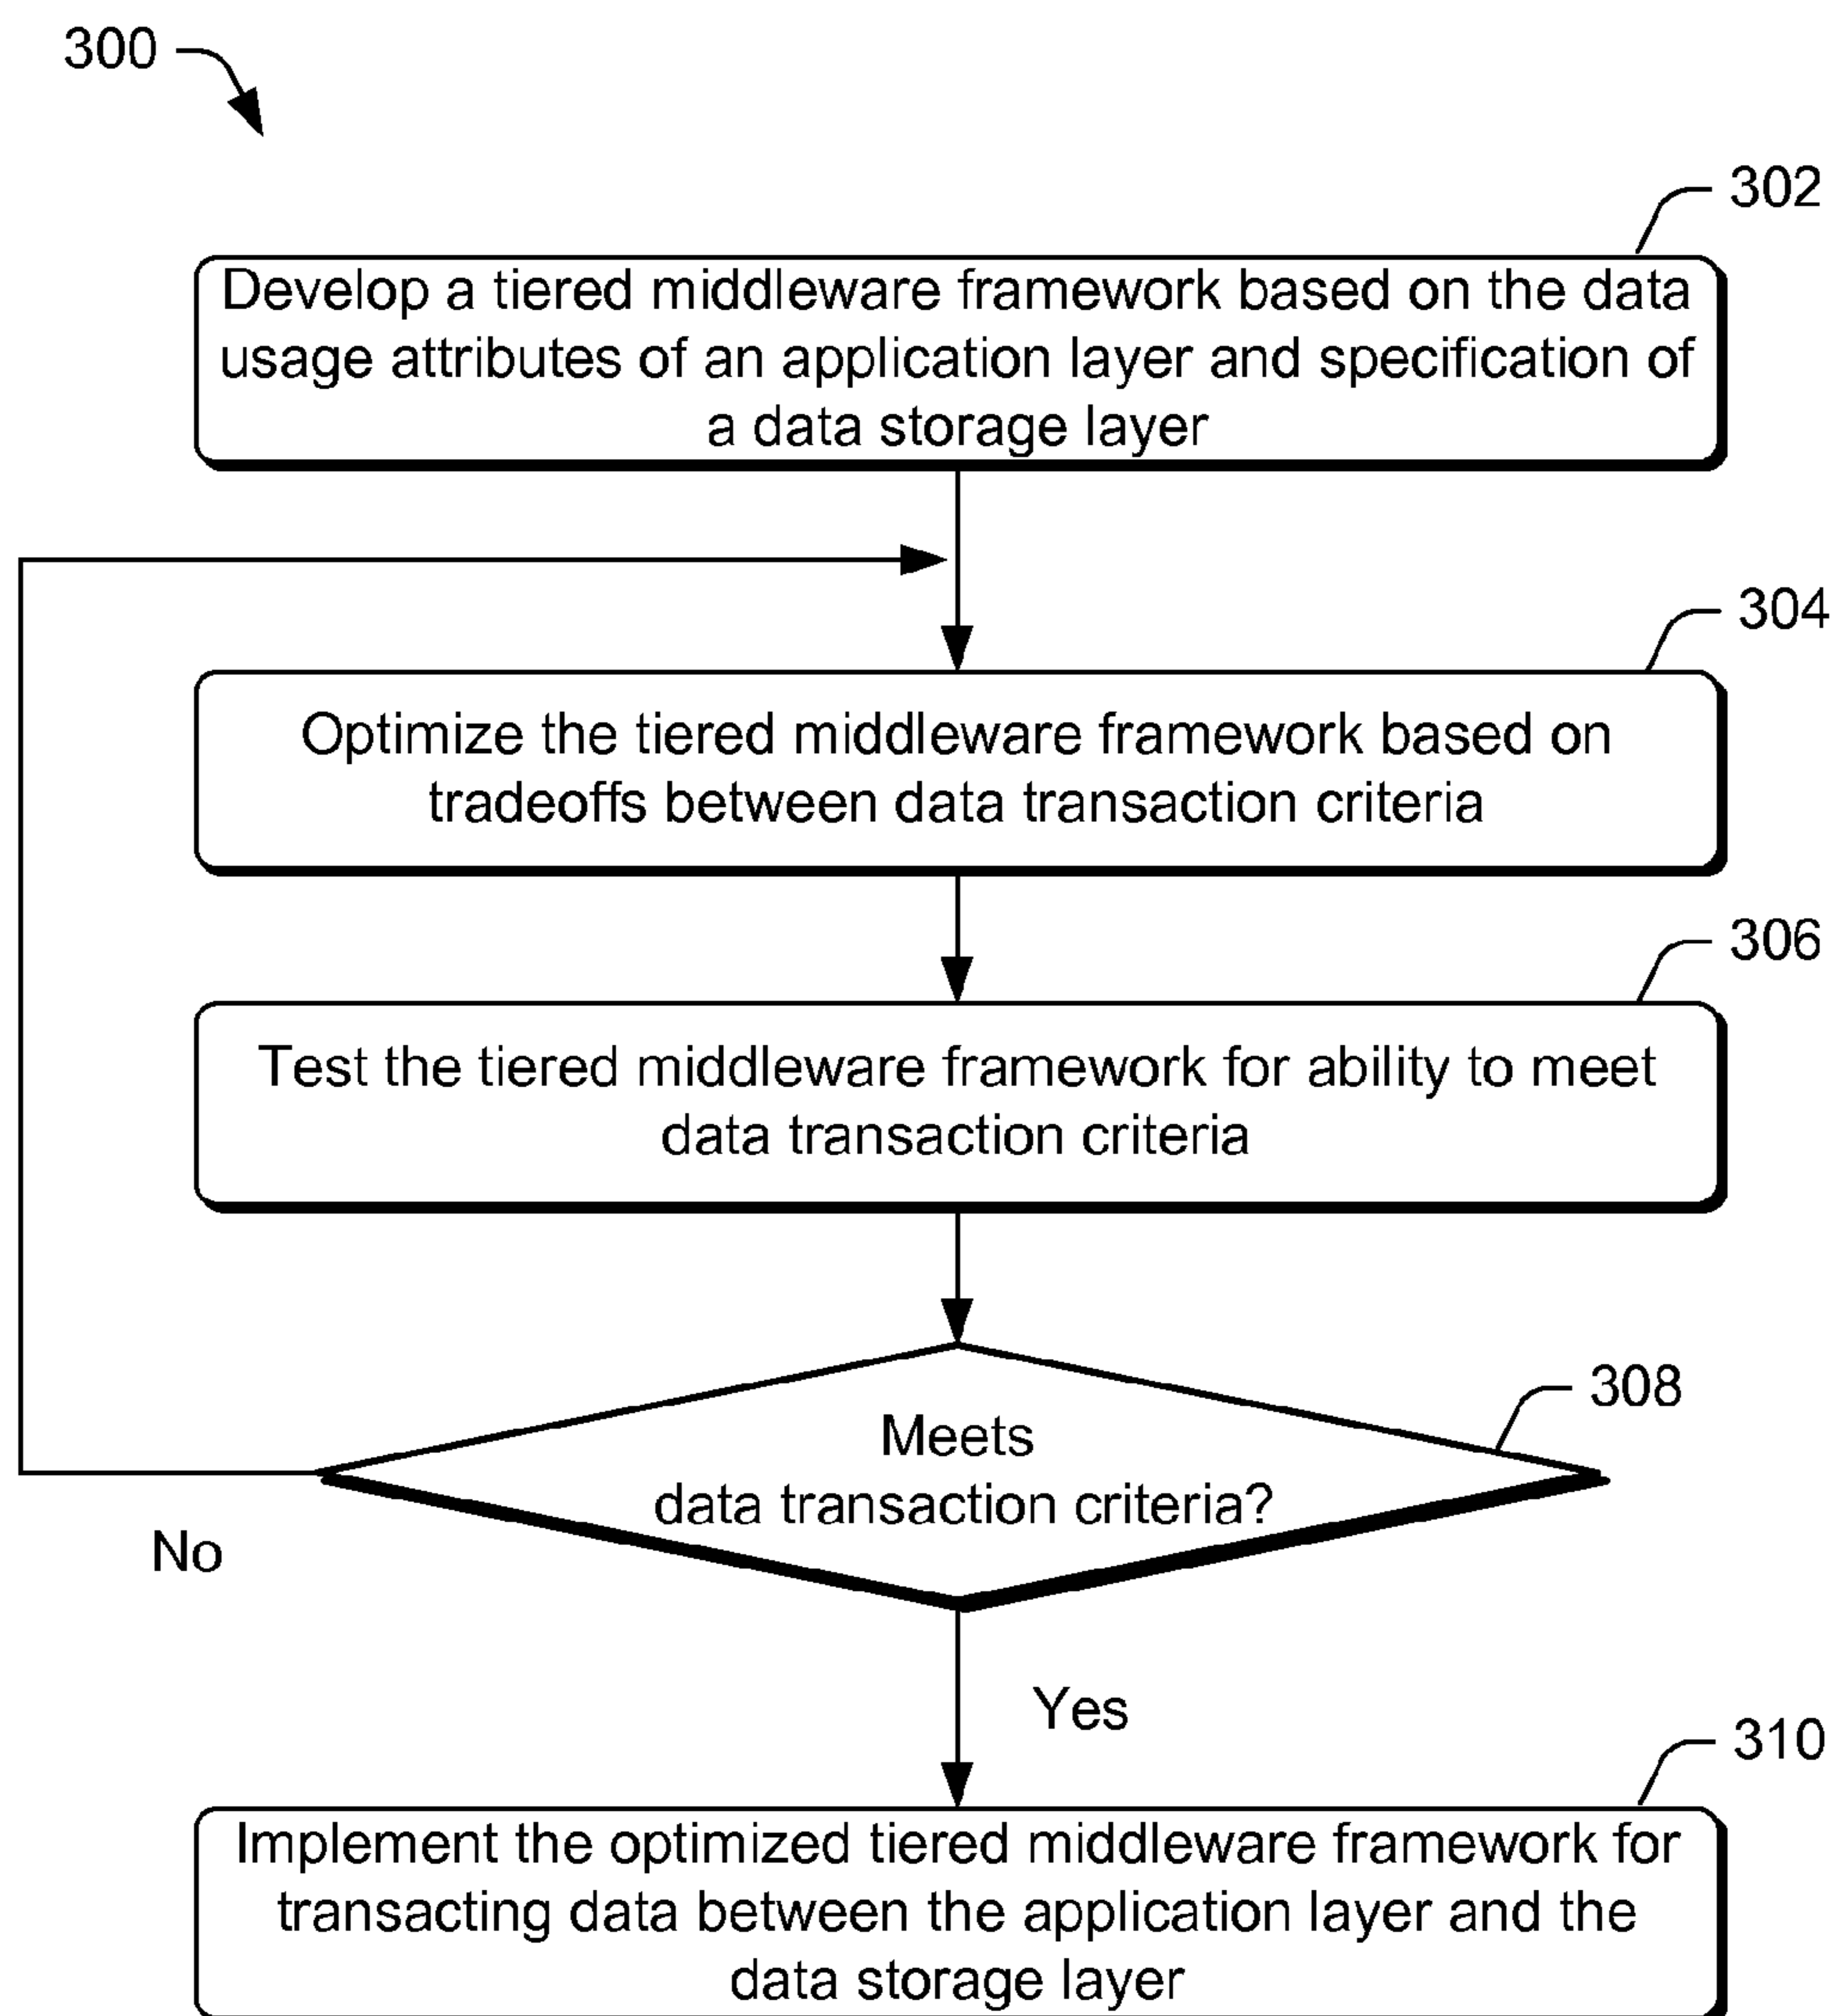 300
302
Develop a tiered middleware framework based on the data
usage attributes of an application layer and specification of
a data storage layer
304
Optimize the tiered middleware framework based on
tradeoffs between data transaction criteria
306
Test the tiered middleware framework for ability to meet
data transaction criteria
308
Meets
data transaction criteria?
No
Yes
310
Implement the optimized tiered middleware framework for
transacting data between the application layer and the
data storage layer